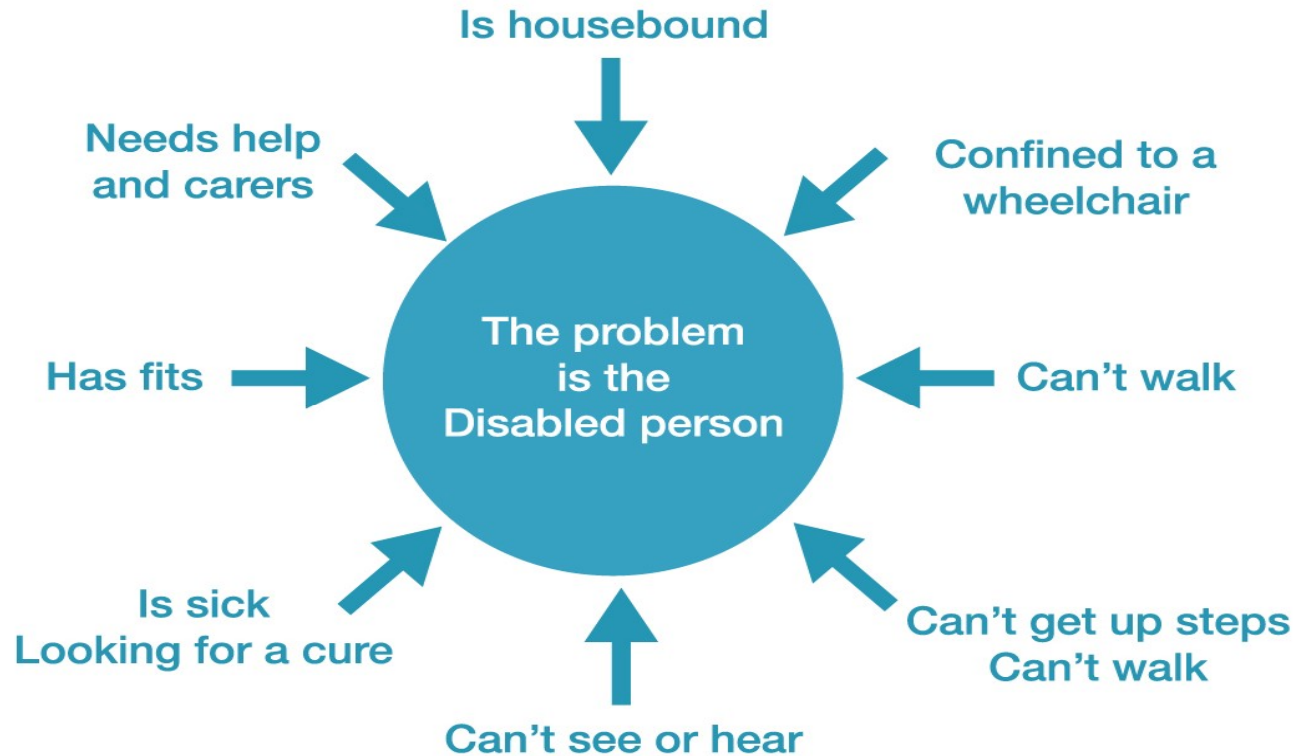 Is housebound
Needs help
and carers
Confined to a
wheelchair
The problem
is the
Disabled person
Has fits
Can't walk
Is sick
Looking for a cure
Can't get up steps
Can't walk
Can't see or hear